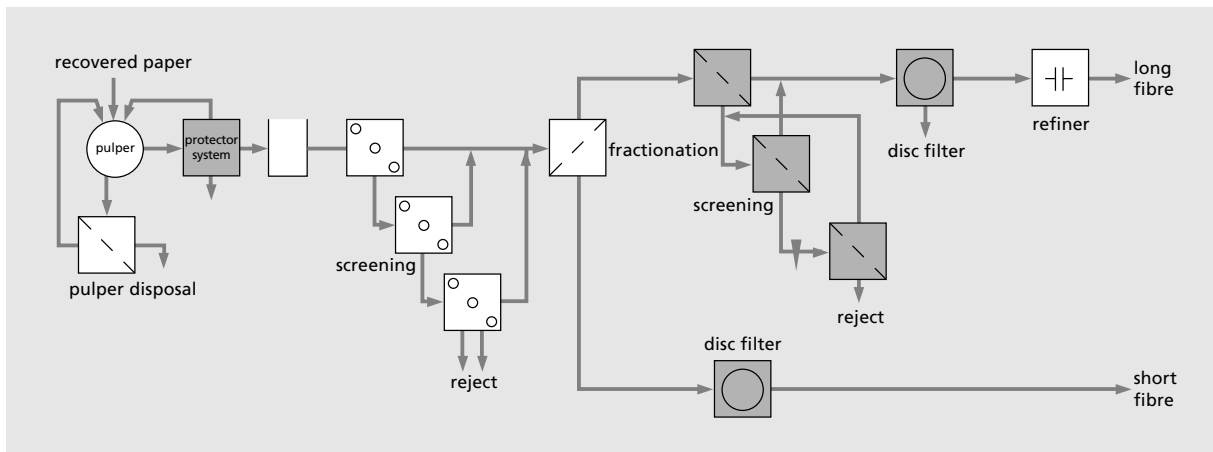 recovered paper
pulper
protector
system
pulper disposal
screening
reject
fractionation
screening
reject
disc filter
refiner
long
fibre
disc filter
short
fibre